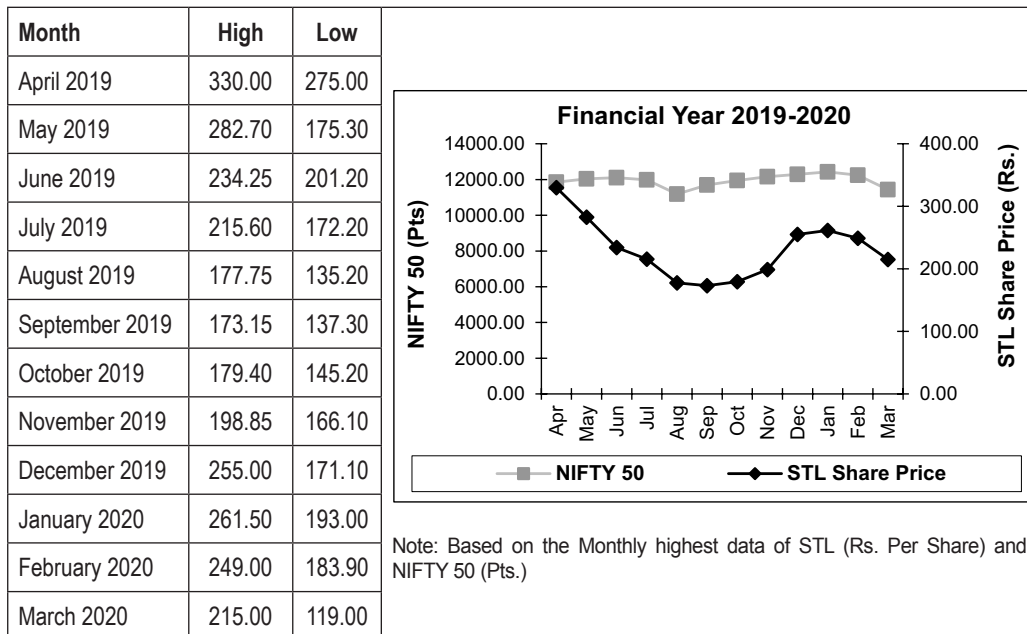 Month High Low
April 2019 330.00 275.00
May 2019 282.70 175.30
June 2019 234.25 201.20
July 2019 215.60 172.20
August 2019 177.75 135.20
September 2019 173.15 137.30
October 2019 179.40 145.20
November 2019 198.85 166.10
December 2019 255.00 171.10
January 2020 261.50 193.00
February 2020 249.00 183.90
March 2020 215.00 119.00
Financial Year 2019-2020
NIFTY 50 (Pts)
14000.00
12000.00
10000.00
8000.00
6000.00
4000.00
2000.00
0.00
400.00
300.00
200.00
100.00
0.00
STL Share Price (Rs.)
Apr
May
Jun
Jul
Aug
Sep
Oct
Nov
Dec
Jan
Feb
Mar
NIFTY 50 STL Share Price
Note: Based on the Monthly highest data of STL (Rs. Per Share) and
NIFTY 50 (Pts.)